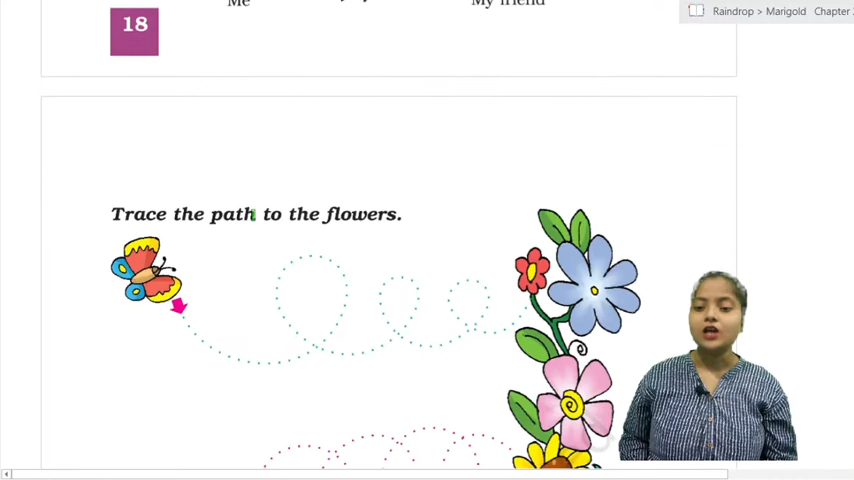 Me
My friend
Raindrop > Marigold Chapter
18
Trace the path to the flowers.